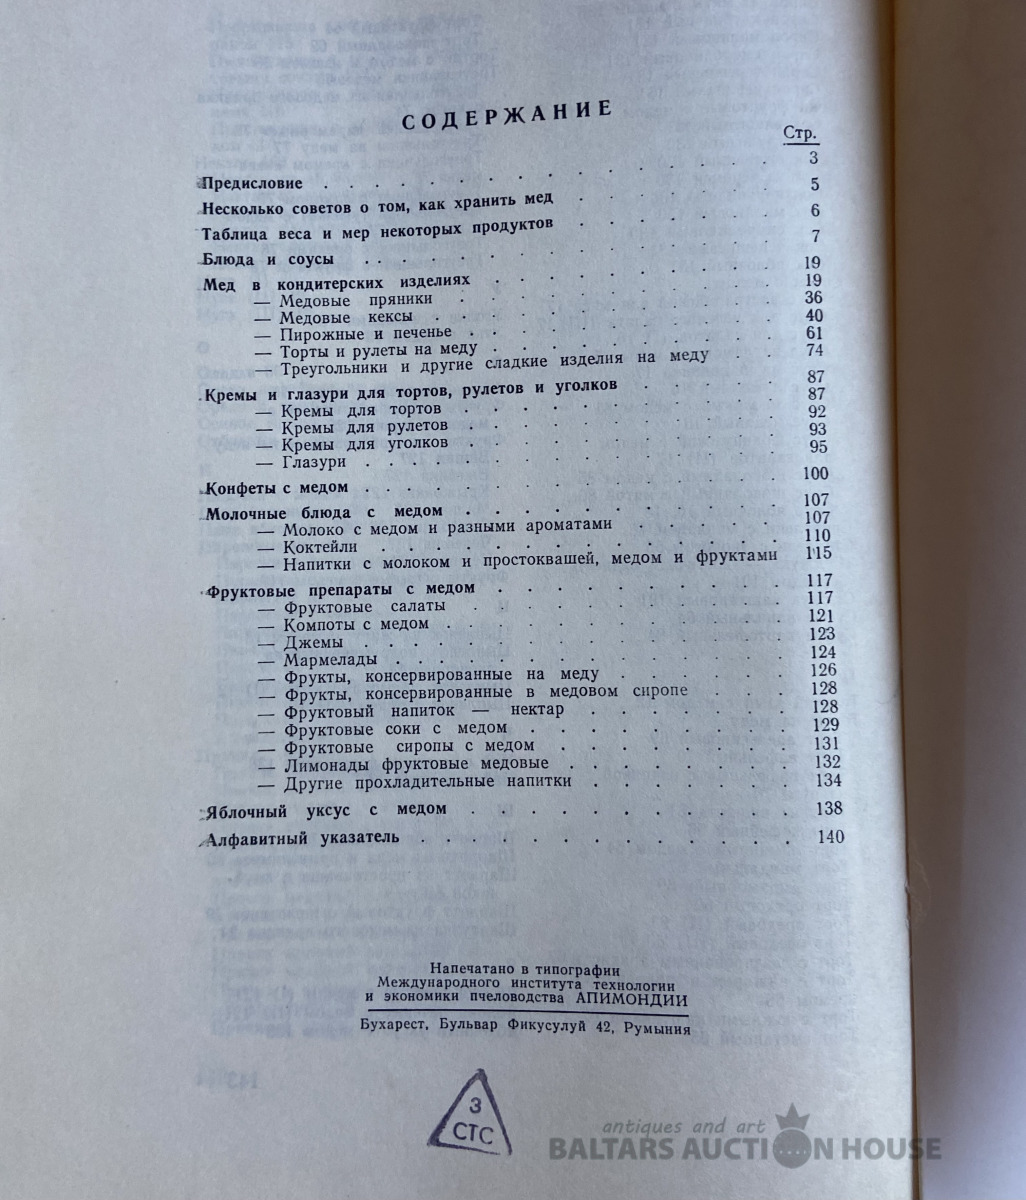 СОДЕРЖАНИЕ
Стр.
Предисловие . . . . . . . . . . . . . . . . 3
Несколько советов о том, как хранить мед . . . . . . . 5
Таблица веса и мер некоторых продуктов . . . . . . . 6
Блюда и соусы . . . . . . . . . . . . . . . 7
Мед в кондитерских изделиях . . . . . . . . . . 19
— Медовые пряники . . . . . . . . . . . 19
— Медовые кексы . . . . . . . . . . . . 36
— Пирожные и печенье . . . . . . . . . . . 40
— Торты и рулеты на меду . . . . . . . . . . 61
— Треугольники и другие сладкие изделия на меду . . 74
Кремы и глазури для тортов, рулетов и уголков . . . . . 87
— Кремы для тортов . . . . . . . . . . . 87
— Кремы для рулетов . . . . . . . . . . . 92
— Кремы для уголков . . . . . . . . . . . 93
— Глазури . . . . . . . . . . . . . . 95
Конфеты с медом . . . . . . . . . . . . . . 100
Молочные блюда с медом . . . . . . . . . . . 107
— Молоко с медом и разными ароматами . . . . . 107
— Коктейли . . . . . . . . . . . . . . 110
— Напитки с молоком и простоквашей, медом и фруктами 115
Фруктовые препараты с медом . . . . . . . . . . 117
— Фруктовые салаты . . . . . . . . . . . 117
— Компоты с медом . . . . . . . . . . . . 121
— Джемы . . . . . . . . . . . . . . . 123
— Мармелады . . . . . . . . . . . . . . 124
— Фрукты, консервированные на меду . . . . . . 126
— Фрукты, консервированные в медовом сиропе . . . 128
— Фруктовый напиток — нектар . . . . . . . . 128
— Фруктовые соки с медом . . . . . . . . . 129
— Фруктовые сиропы с медом . . . . . . . . 131
— Лимонады фруктовые медовые . . . . . . . . 132
— Другие прохладительные напитки . . . . . . . 134
Яблочный уксус с медом . . . . . . . . . . . 138
Алфавитный указатель . . . . . . . . . . . . 140
Напечатано в типографии
Международного института технологии
и экономики пчеловодства АПИМОНДИИ
Бухарест, Бульвар Фикусулуй 42, Румыния
3
СТС
antiques and art
BALTARS AUCTION HOUSE